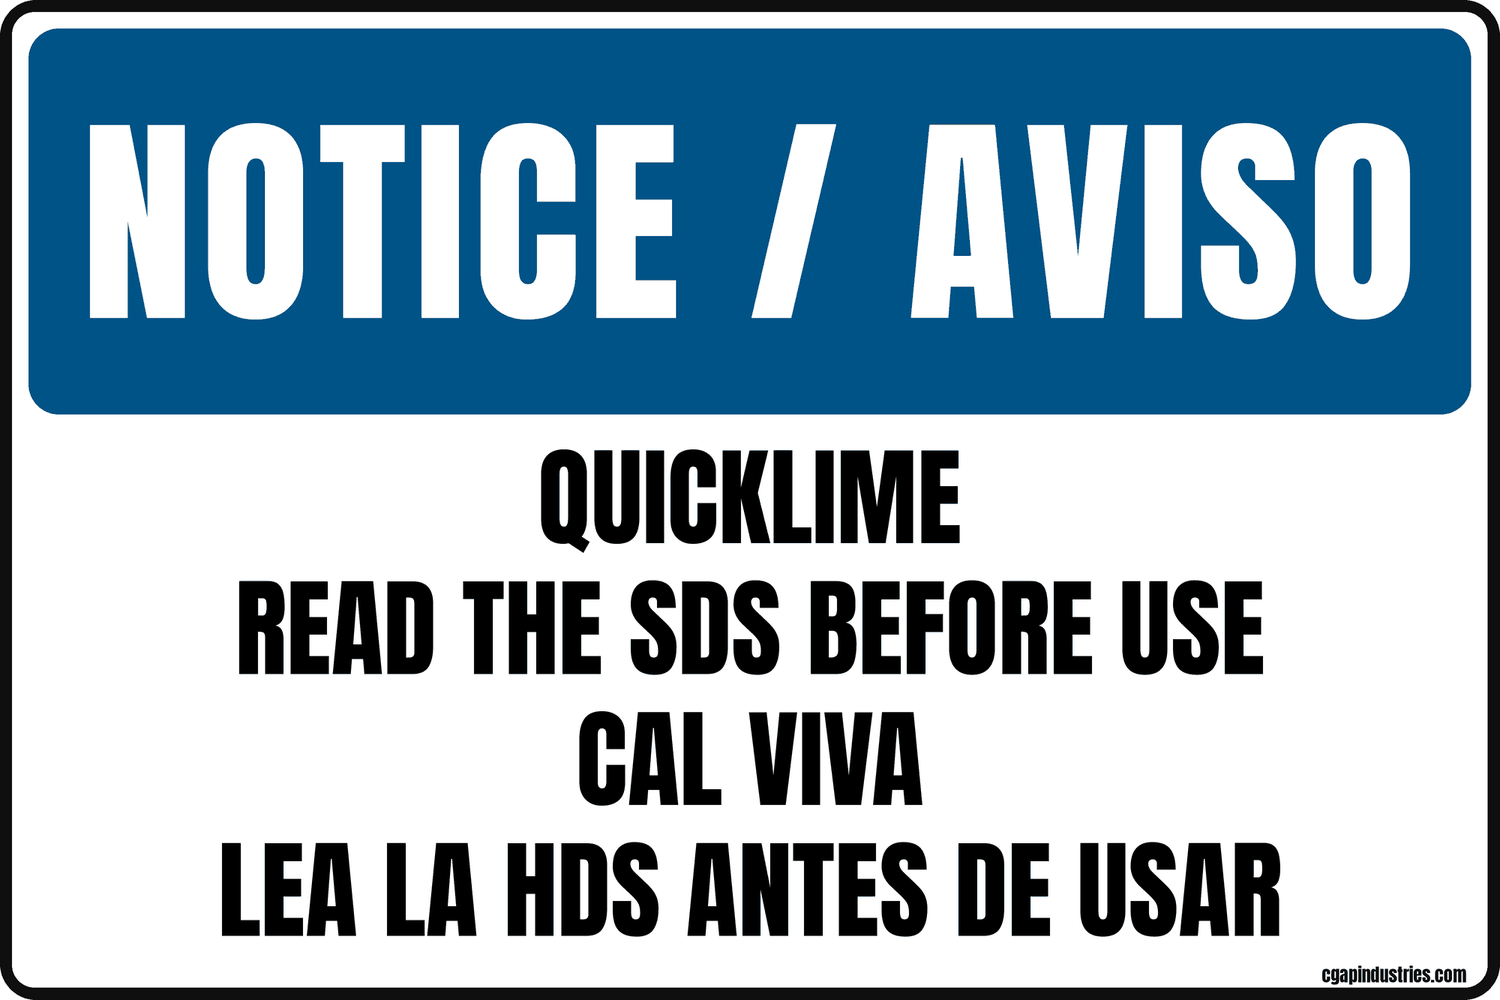 NOTICE / AVISO
QUICKLIME
READ THE SDS BEFORE USE
CAL VIVA
LEA LA HDS ANTES DE USAR
cgapindustries.com